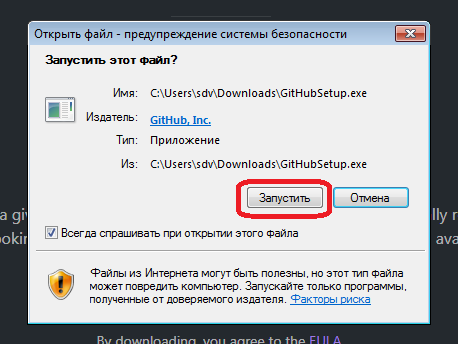 Открыть файл - предупреждение системы безопасности
Запустить этот файл?
Имя: C:\Users\sdv\Downloads\GitHubSetup.exe
Издатель: GitHub, Inc.
Тип: Приложение
Из: C:\Users\sdv\Downloads\GitHubSetup.exe
Запустить Отмена
a giv
lly r
ookin
ava
Всегда спрашивать при открытии этого файла
Файлы из Интернета могут быть полезны, но этот тип файла
может повредить компьютер. Запускайте только программы,
полученные от доверяемого издателя. Факторы риска
By downloading, you agree to the EULA